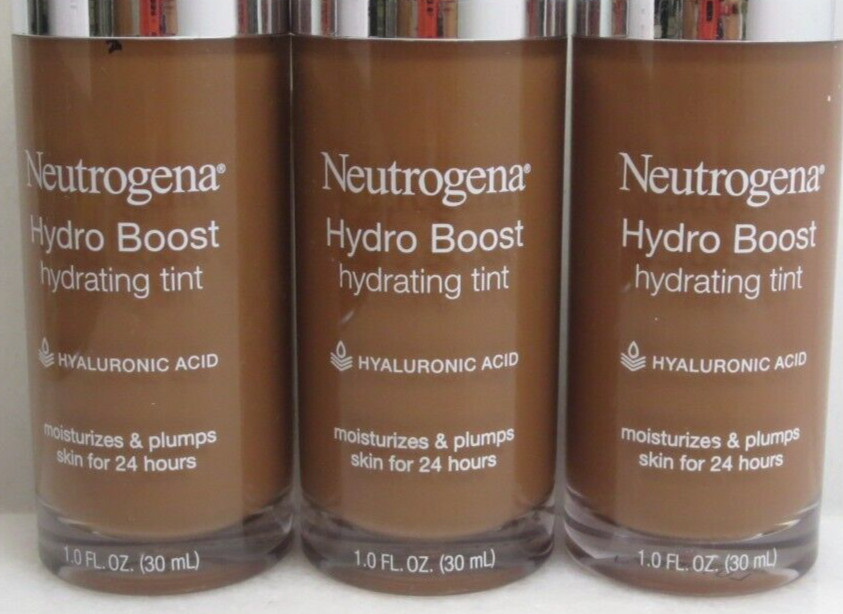 Neutrogena®
Hydro Boost
hydrating tint
HYALURONIC ACID
moisturizes & plumps
skin for 24 hours
1.0 FL. OZ. (30 mL)
Neutrogena®
Hydro Boost
hydrating tint
HYALURONIC ACID
moisturizes & plumps
skin for 24 hours
1.0 FL. OZ. (30 mL)
Neutrogena®
Hydro Boost
hydrating tint
HYALURONIC ACID
moisturizes & plumps
skin for 24 hours
1.0 FL. OZ. (30 mL)